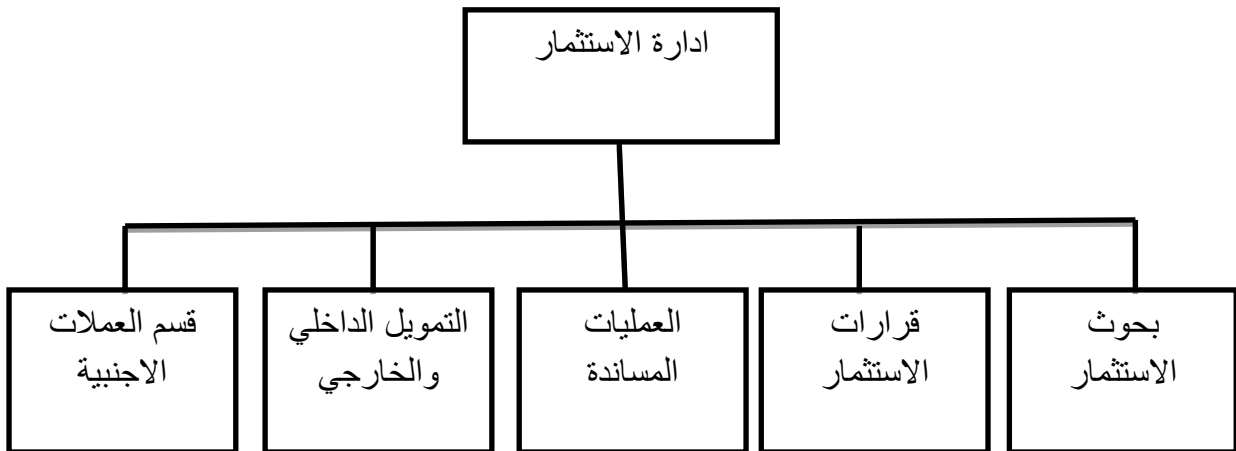 ادارة الاستثمار
بحوث
الاستثمار
قرارات
الاستثمار
العمليات
المساندة
التمويل الداخلي
والخارجي
قسم العملات
الاجنبية